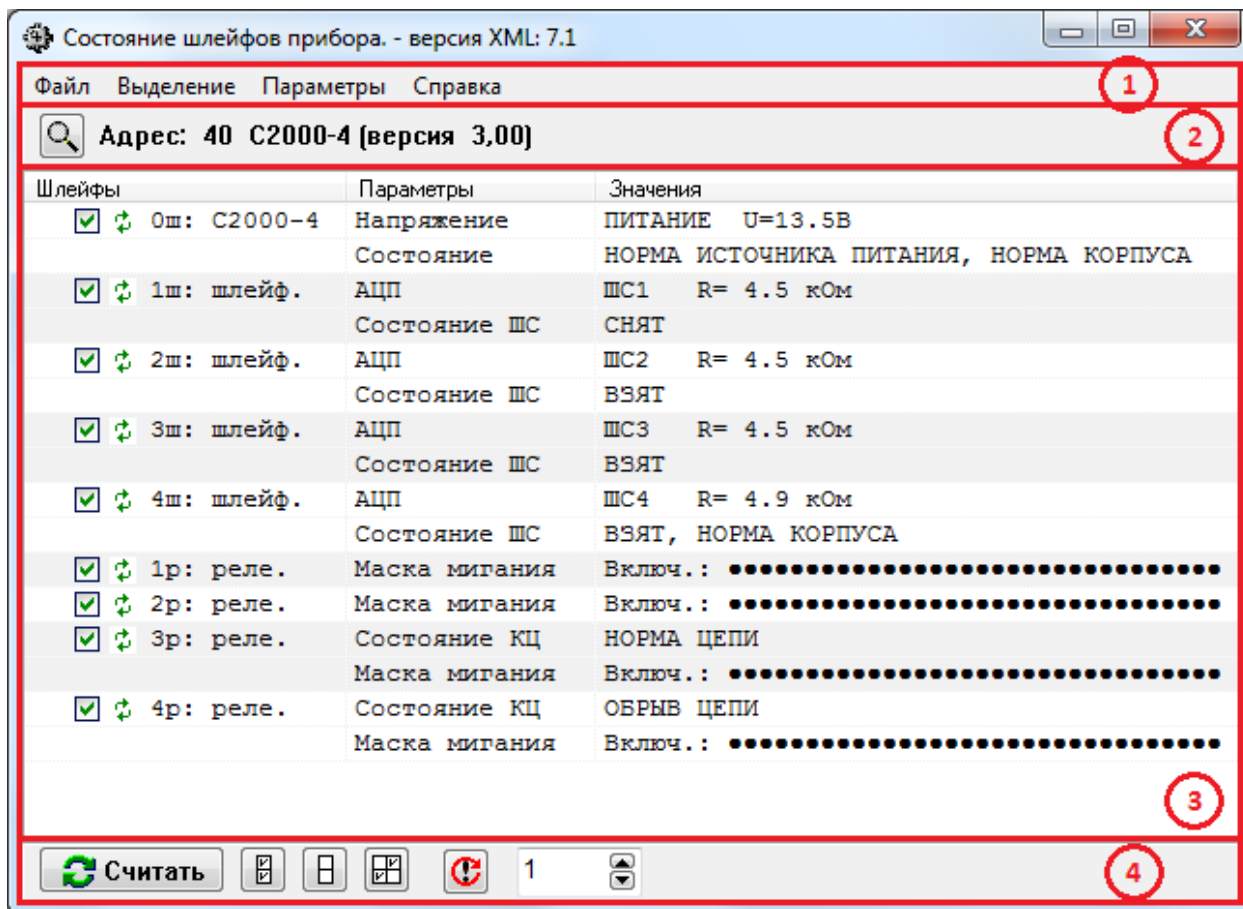 Состояние шлейфов прибора. - версия XML: 7.1
Файл Выделение Параметры Справка 1
Адрес: 40 С2000-4 (версия 3,00) 2
Шлейфы Параметры Значения
0ш: С2000-4 Напряжение ПИТАНИЕ U=13.5В
Состояние НОРМА ИСТОЧНИКА ПИТАНИЯ, НОРМА КОРПУСА
1ш: шлейф. АЦП ШС1 R= 4.5 кОм
Состояние ШС СНЯТ
2ш: шлейф. АЦП ШС2 R= 4.5 кОм
Состояние ШС ВЗЯТ
3ш: шлейф. АЦП ШС3 R= 4.5 кОм
Состояние ШС ВЗЯТ
4ш: шлейф. АЦП ШС4 R= 4.9 кОм
Состояние ШС ВЗЯТ, НОРМА КОРПУСА
1р: реле. Маска мигания Включ.: ●●●●●●●●●●●●●●●●●●●●●●●●●●●●●●●●
2р: реле. Маска мигания Включ.: ●●●●●●●●●●●●●●●●●●●●●●●●●●●●●●●●
3р: реле. Состояние КЦ НОРМА ЦЕПИ
Маска мигания Включ.: ●●●●●●●●●●●●●●●●●●●●●●●●●●●●●●●●
4р: реле. Состояние КЦ ОБРЫВ ЦЕПИ
Маска мигания Включ.: ●●●●●●●●●●●●●●●●●●●●●●●●●●●●●●●●
3
Считать 1 4